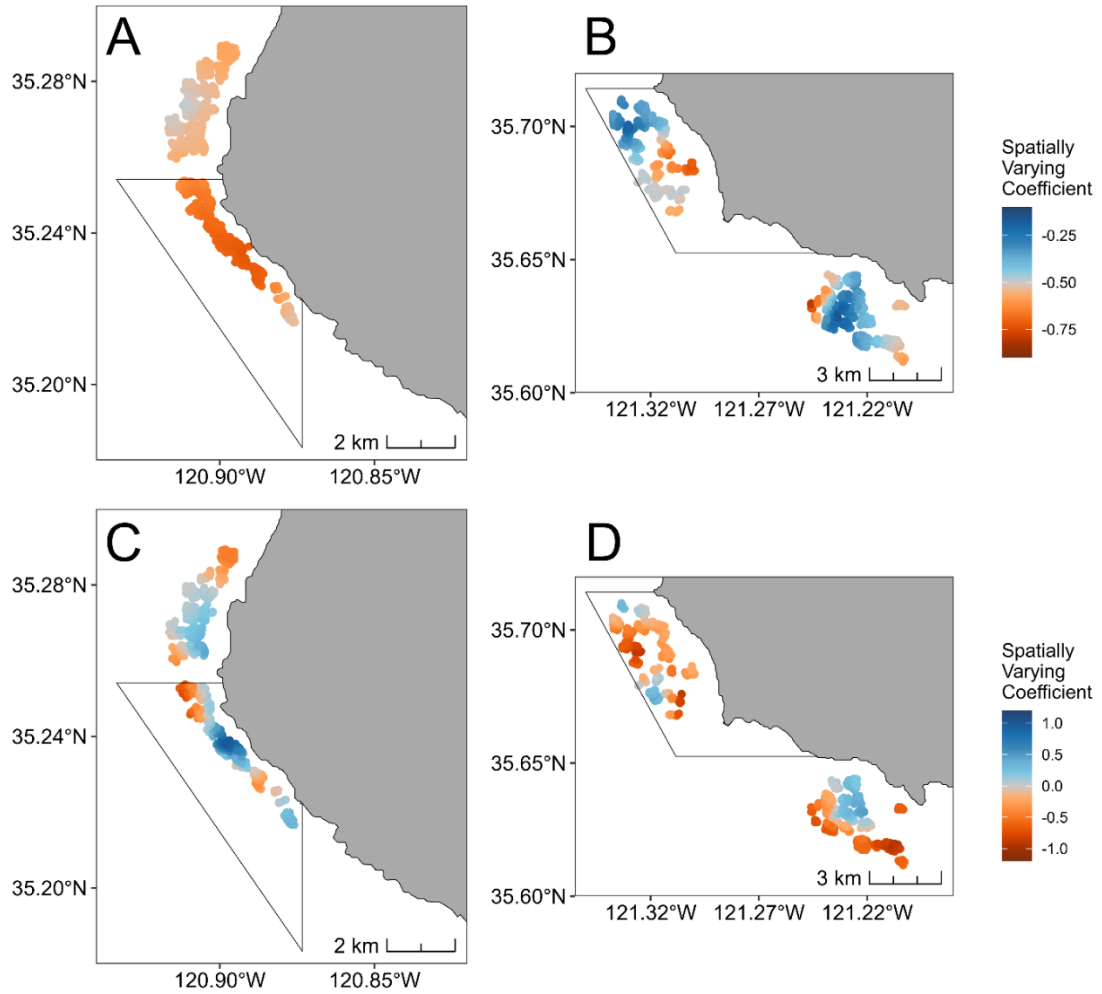 A
35.28°N
35.24°N
35.20°N
2 km
120.90°W
120.85°W
B
35.70°N
35.65°N
35.60°N
3 km
121.32°W
121.27°W
121.22°W
Spatially
Varying
Coefficient
-0.25
-0.50
-0.75
C
35.28°N
35.24°N
35.20°N
2 km
120.90°W
120.85°W
D
35.70°N
35.65°N
35.60°N
3 km
121.32°W
121.27°W
121.22°W
Spatially
Varying
Coefficient
1.0
0.5
0.0
-0.5
-1.0